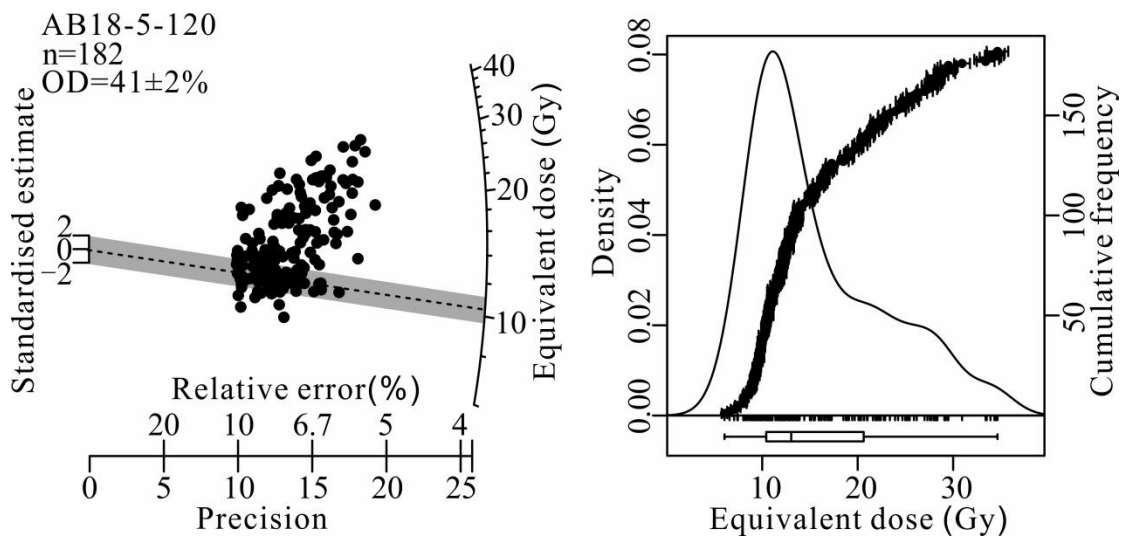 AB18-5-120
n=182
OD=41±2%
Standardised estimate
2
0
−2
40
30
20
10
Equivalent dose (Gy)
Relative error(%)
20 10 6.7 5 4
0 5 10 15 20 25
Precision
0.08
0.06
0.04
0.02
0.00
Density
150
100
50
Cumulative frequency
10 20 30
Equivalent dose (Gy)